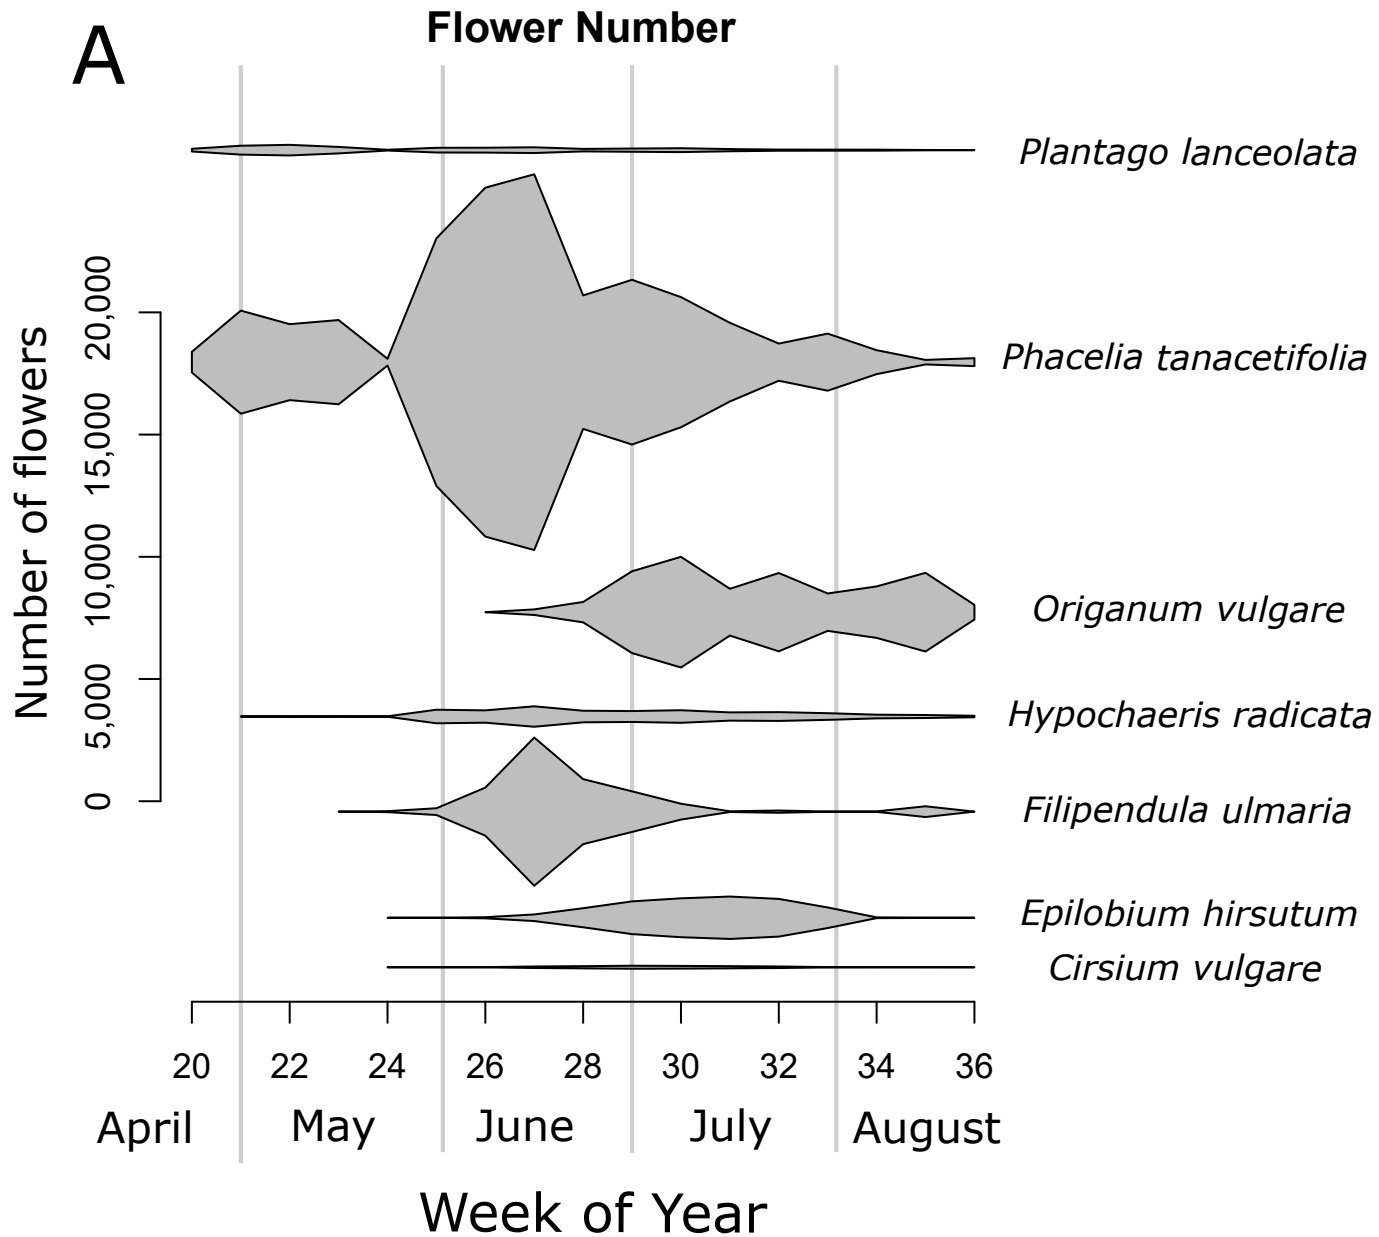 A
Flower Number
Plantago lanceolata
Phacelia tanacetifolia
Origanum vulgare
Hypochaeris radicata
Filipendula ulmaria
Epilobium hirsutum
Cirsium vulgare
Number of flowers
20,000
15,000
10,000
5,000
0
20 22 24 26 28 30 32 34 36
April May June July August
Week of Year